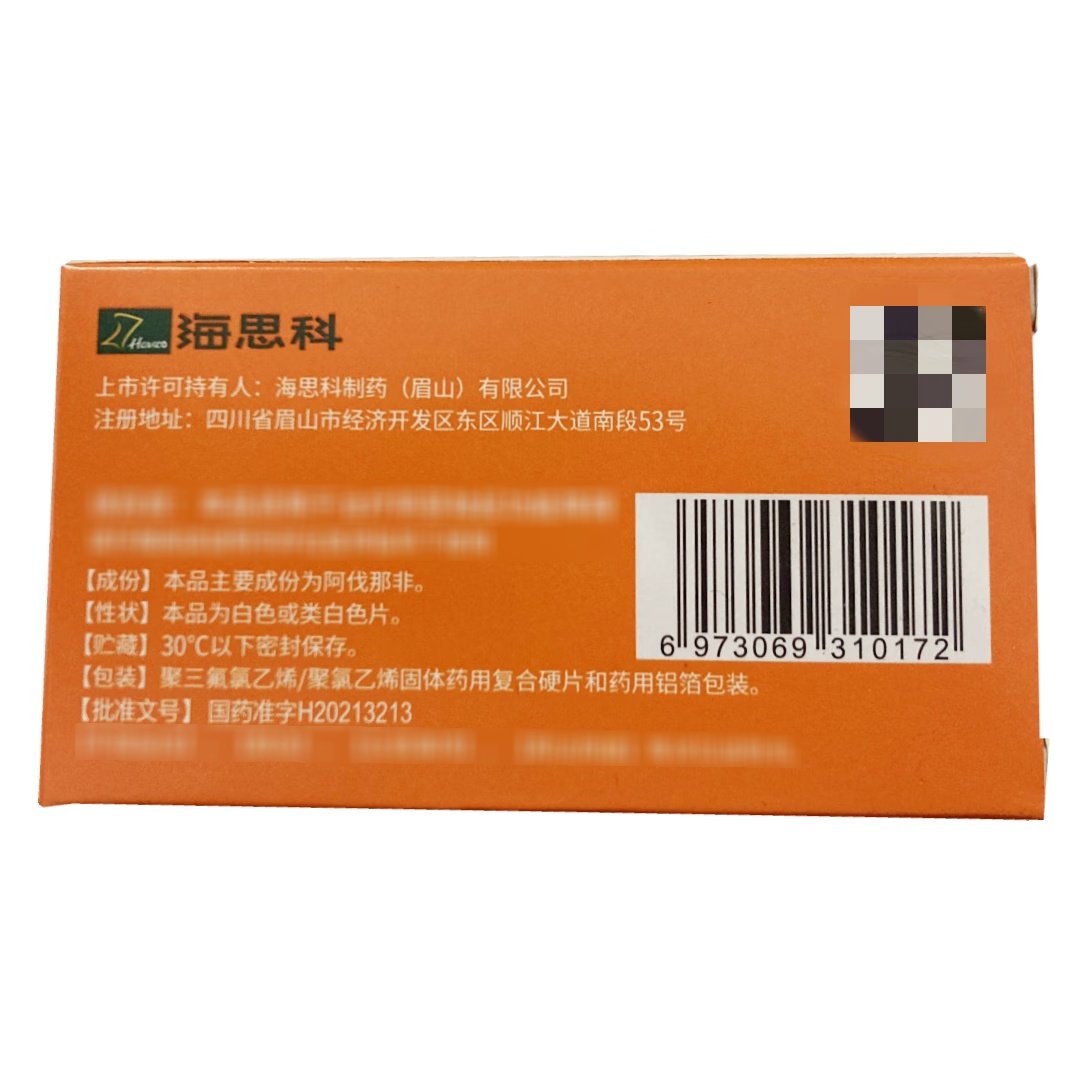 Haisco 海思科
上市许可持有人：海思科制药（眉山）有限公司
注册地址：四川省眉山市经济开发区东区顺江大道南段53号
【成份】本品主要成份为阿伐那非。
【性状】本品为白色或类白色片。
【贮藏】30℃以下密封保存。
【包装】聚三氟氯乙烯/聚氯乙烯固体药用复合硬片和药用铝箔包装。
【批准文号】国药准字H20213213
6 973069 310172